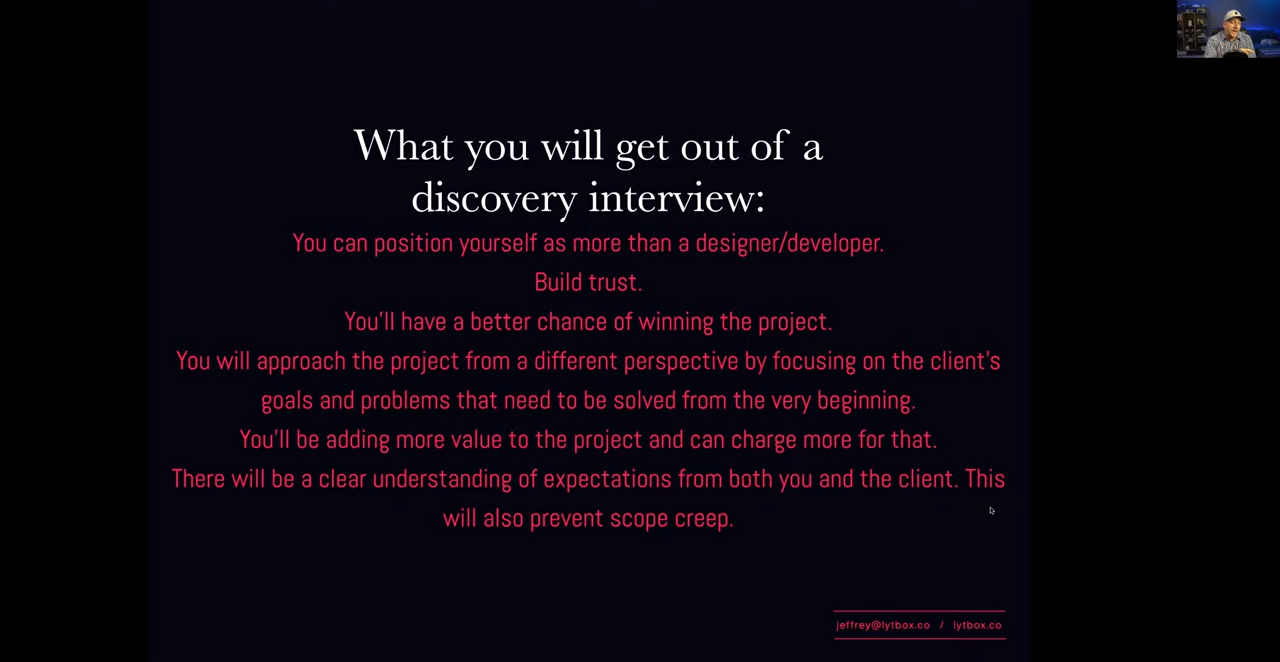 What you will get out of a
discovery interview:
You can position yourself as more than a designer/developer.
Build trust.
You'll have a better chance of winning the project.
You will approach the project from a different perspective by focusing on the client's
goals and problems that need to be solved from the very beginning.
You'll be adding more value to the project and can charge more for that.
There will be a clear understanding of expectations from both you and the client. This
will also prevent scope creep.
jeffrey@lytbox.co / lytbox.co